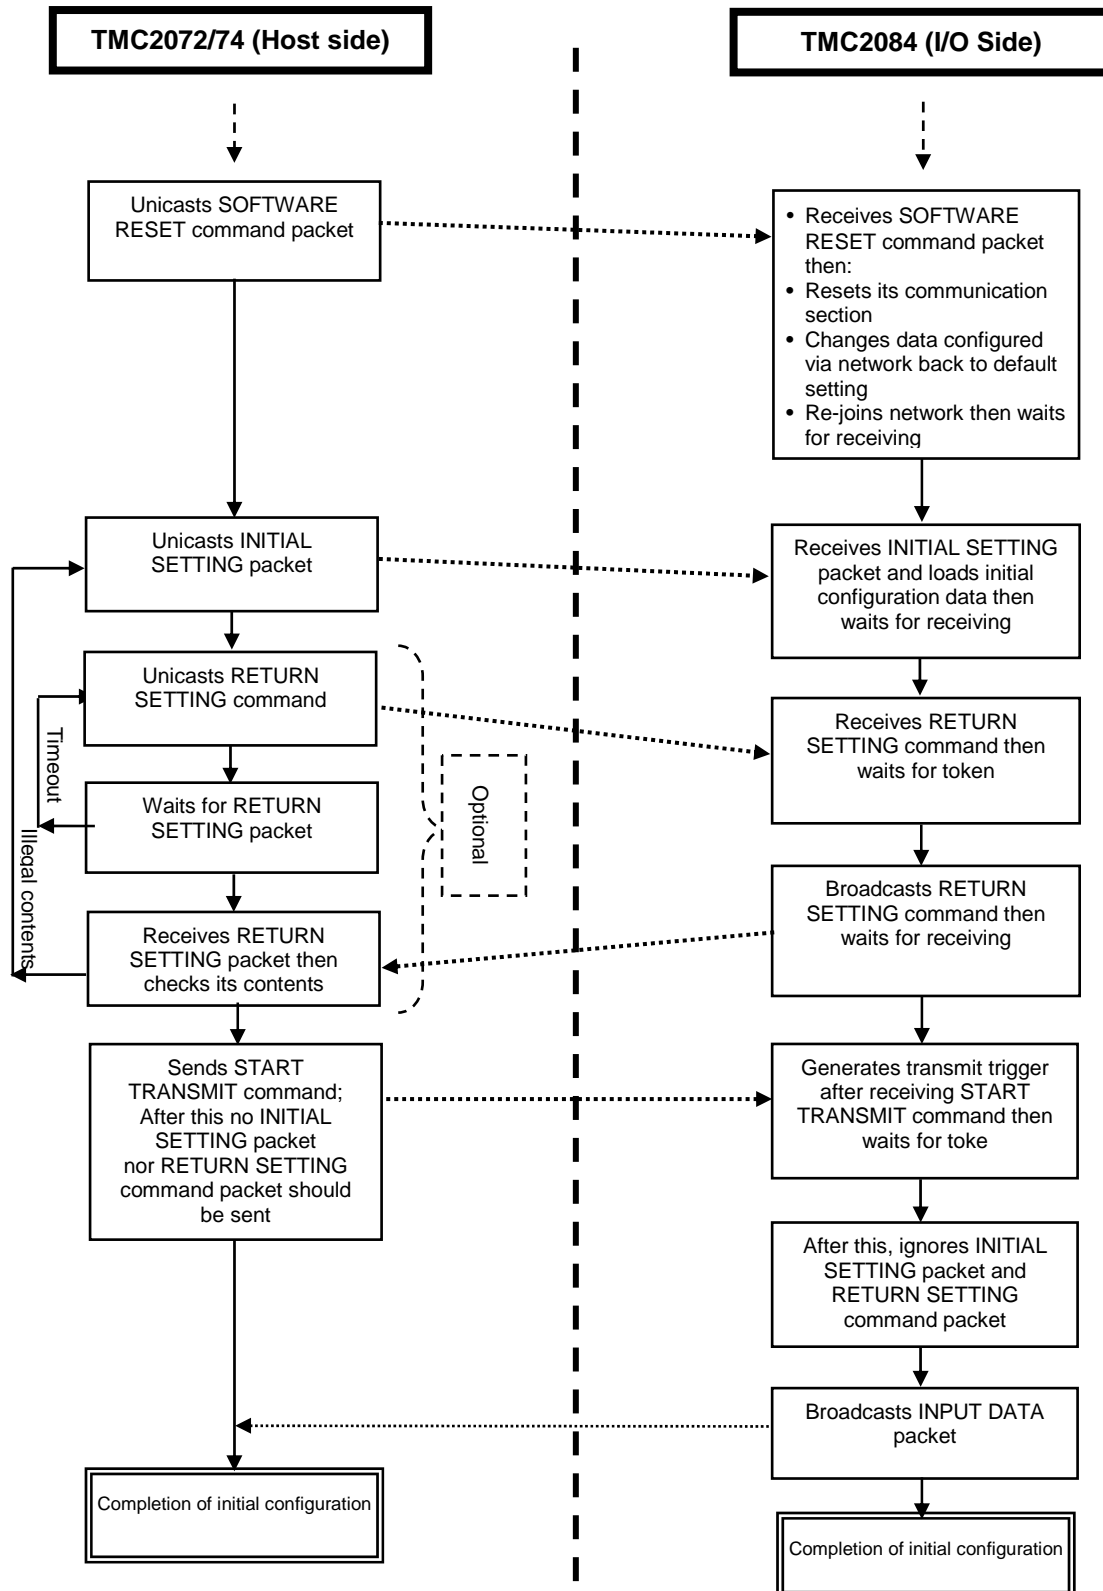 TMC2072/74 (Host side)
TMC2084 (I/O Side)
Unicasts SOFTWARE
RESET command packet
• Receives SOFTWARE
RESET command packet
then:
• Resets its communication
section
• Changes data configured
via network back to default
setting
• Re-joins network then waits
for receiving
Unicasts INITIAL
SETTING packet
Receives INITIAL SETTING
packet and loads initial
configuration data then
waits for receiving
Unicasts RETURN
SETTING command
Receives RETURN
SETTING command then
waits for token
Timeout
Waits for RETURN
SETTING packet
Optional
Illegal contents
Broadcasts RETURN
SETTING command then
waits for receiving
Receives RETURN
SETTING packet then
checks its contents
Sends START
TRANSMIT command;
After this no INITIAL
SETTING packet
nor RETURN SETTING
command packet should
be sent
Generates transmit trigger
after receiving START
TRANSMIT command then
waits for toke
After this, ignores INITIAL
SETTING packet and
RETURN SETTING
command packet
Broadcasts INPUT DATA
packet
Completion of initial configuration
Completion of initial configuration